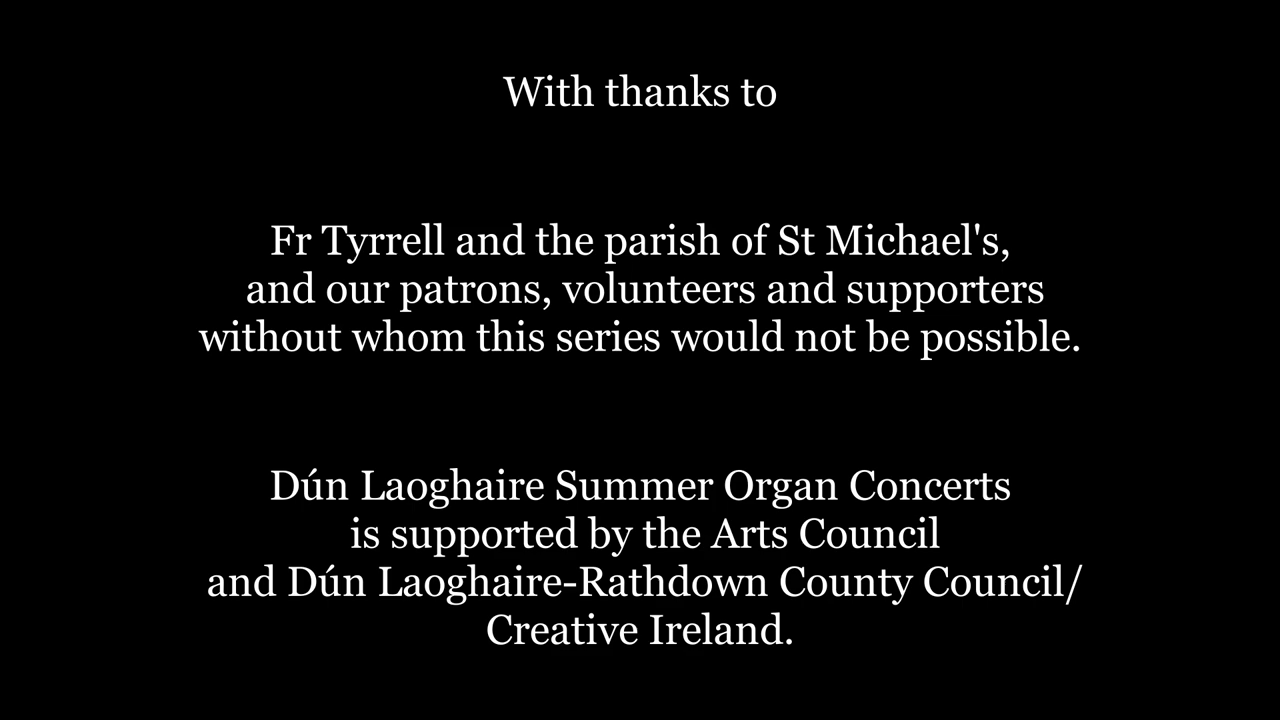 With thanks to
Fr Tyrrell and the parish of St Michael's,
and our patrons, volunteers and supporters
without whom this series would not be possible.
Dún Laoghaire Summer Organ Concerts
is supported by the Arts Council
and Dún Laoghaire-Rathdown County Council/
Creative Ireland.